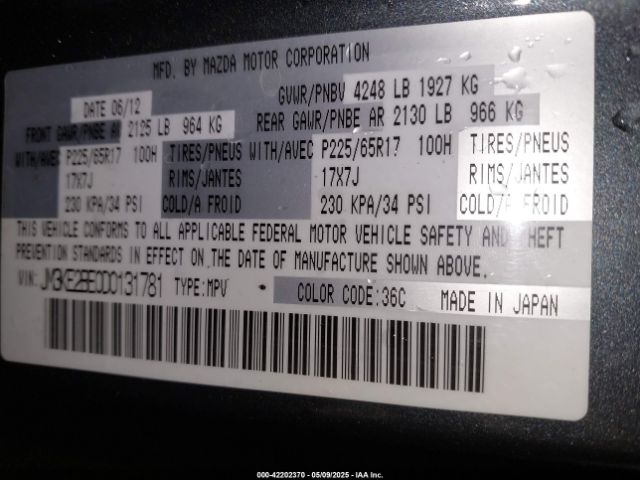 MFD. BY MAZDA MOTOR CORPORATION
GVWR/PNBV 4248 LB 1927 KG
DATE 06/12
FRONT GAWR/PNBE AV 2125 LB 964 KG REAR GAWR/PNBE AR 2130 LB 966 KG
WITH/AVEC P225/65R17 100H TIRES/PNEUS WITH/AVEC P225/65R17 100H TIRES/PNEUS
17X7J RIMS/JANTES 17X7J RIMS/JANTES
230 KPA/34 PSI COLD/A FROID 230 KPA/34 PSI COLD/A FROID
THIS VEHICLE CONFORMS TO ALL APPLICABLE FEDERAL MOTOR VEHICLE SAFETY AND THEFT
PREVENTION STANDARDS IN EFFECT ON THE DATE OF MANUFACTURE SHOWN ABOVE.
VIN: JM3KE2BE0D0131781 TYPE:MPV COLOR CODE:36C MADE IN JAPAN
000-42202370 - 05/09/2025 - IAA Inc.